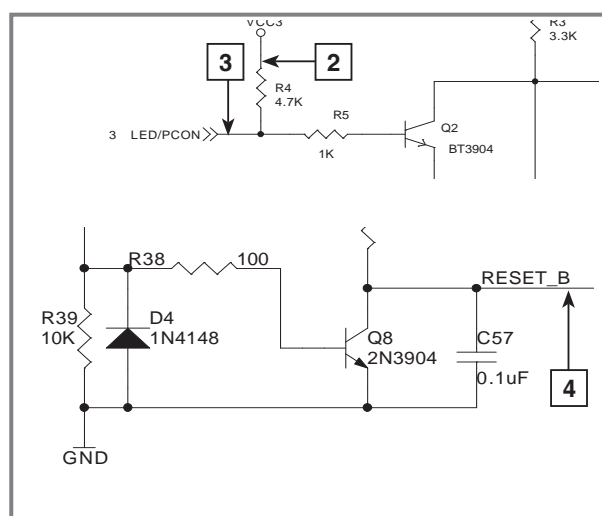 VCC3
R3
3.3K
3
2
R4
4.7K
R5
3 LED/PCON
1K
Q2
BT3904
R38 100
RESET_B
R39
10K
D4
1N4148
Q8
2N3904
C57
0.1uF
4
GND